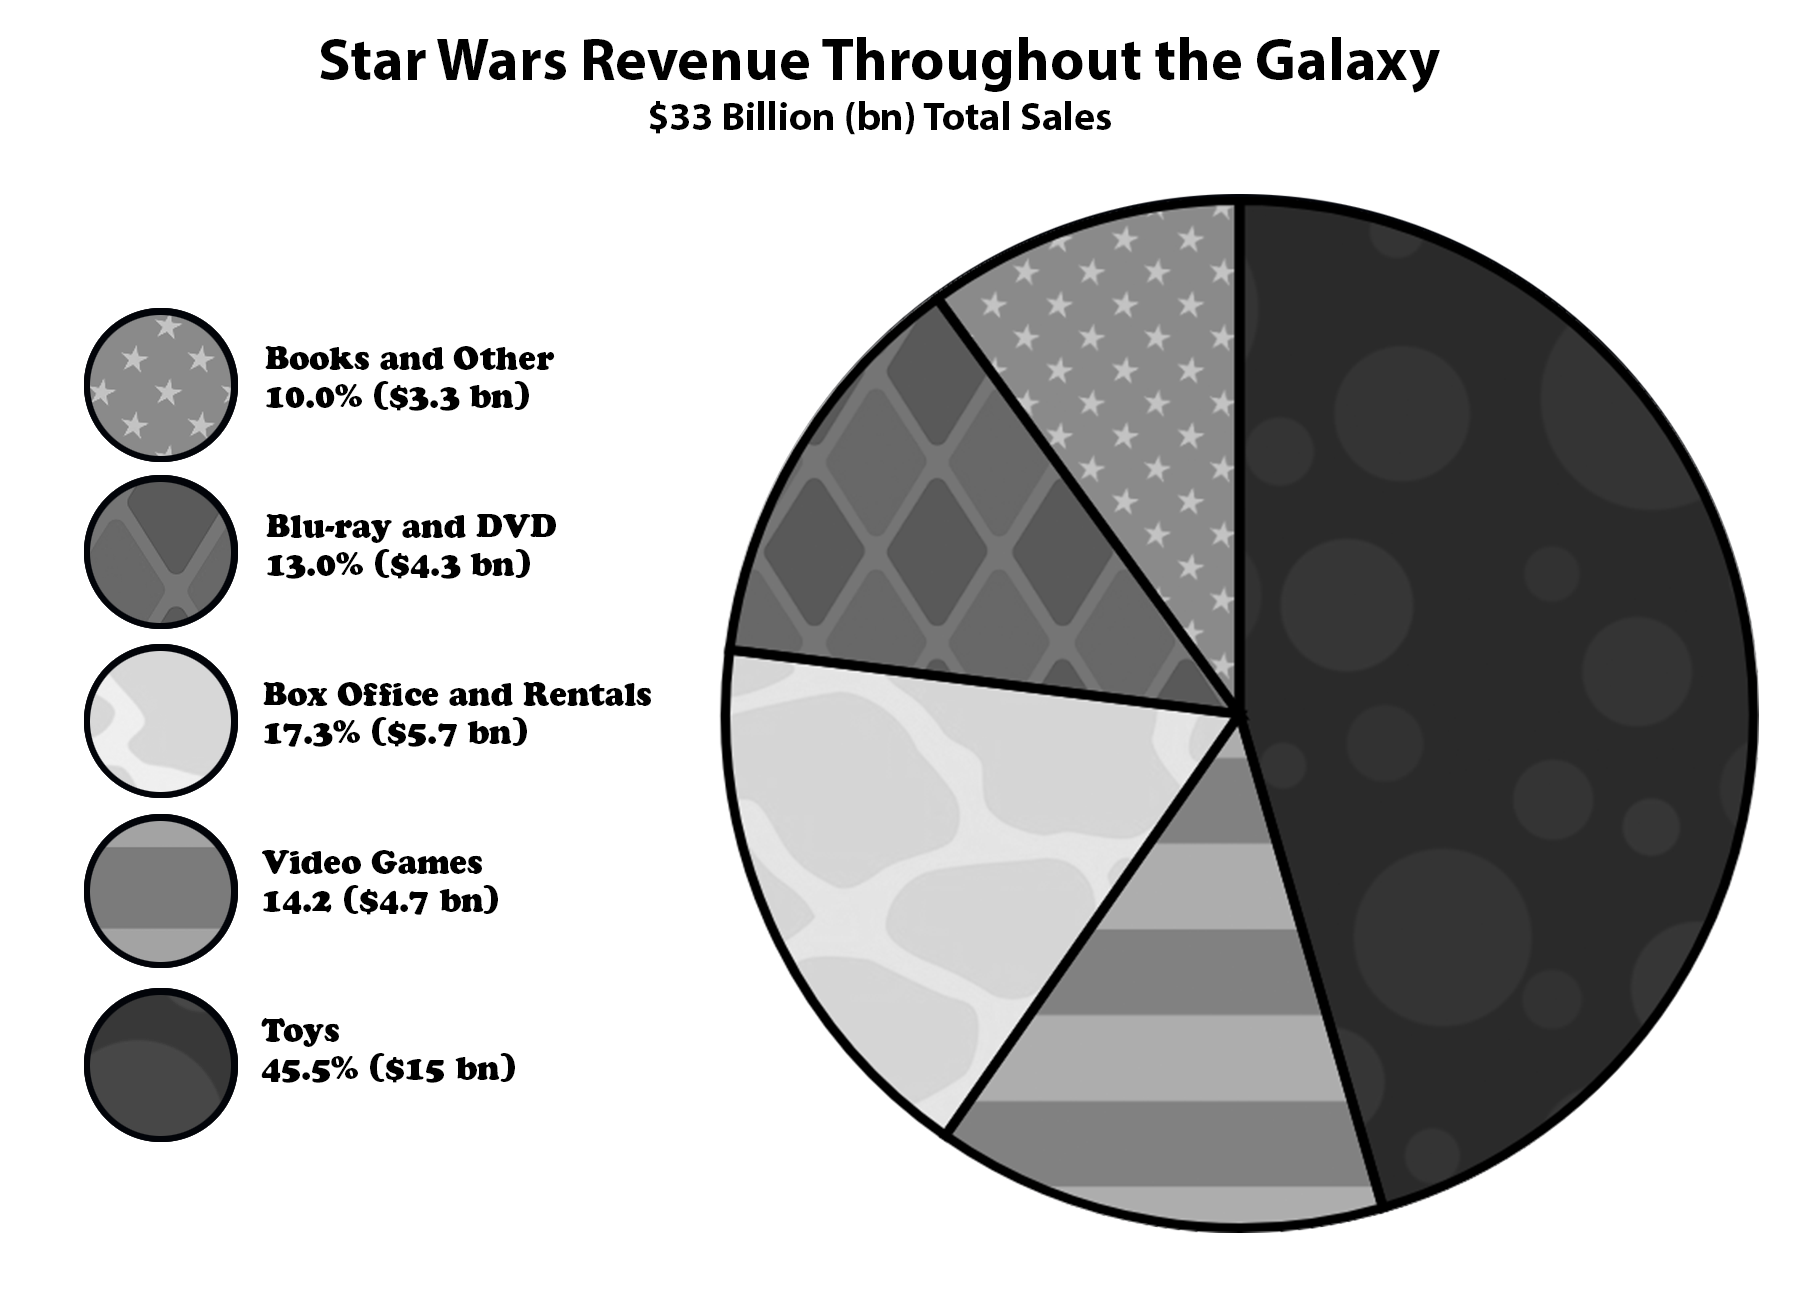 Star Wars Revenue Throughout the Galaxy
$33 Billion (bn) Total Sales
Books and Other
10.0% ($3.3 bn)
Blu-ray and DVD
13.0% ($4.3 bn)
Box Office and Rentals
17.3% ($5.7 bn)
Video Games
14.2 ($4.7 bn)
Toys
45.5% ($15 bn)